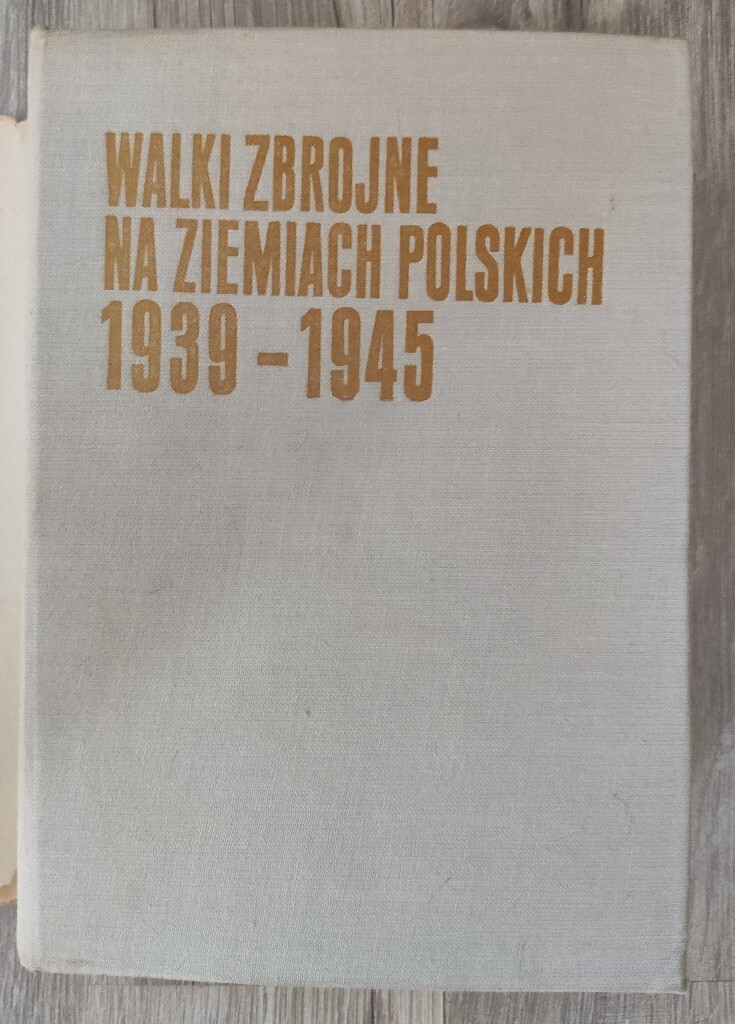 WALKI ZBROJNE
NA ZIEMIACH POLSKICH
1939-1945